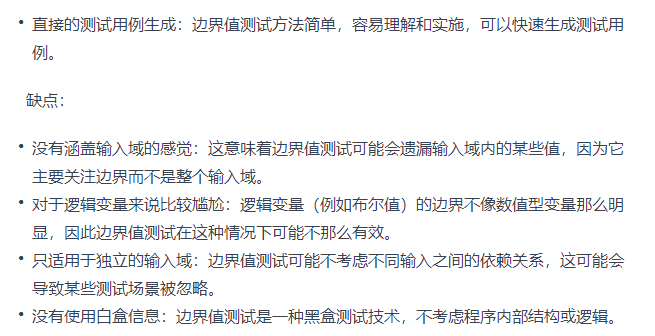 • 直接的测试用例生成：边界值测试方法简单，容易理解和实施，可以快速生成测试用
例。
缺点：
• 没有涵盖输入域的感觉：这意味着边界值测试可能会遗漏输入域内的某些值，因为它
主要关注边界而不是整个输入域。
• 对于逻辑变量来说比较尴尬：逻辑变量（例如布尔值）的边界不像数值型变量那么明
显，因此边界值测试在这种情况下可能不那么有效。
• 只适用于独立的输入域：边界值测试可能不考虑不同输入之间的依赖关系，这可能会
导致某些测试场景被忽略。
• 没有使用白盒信息：边界值测试是一种黑盒测试技术，不考虑程序内部结构或逻辑。